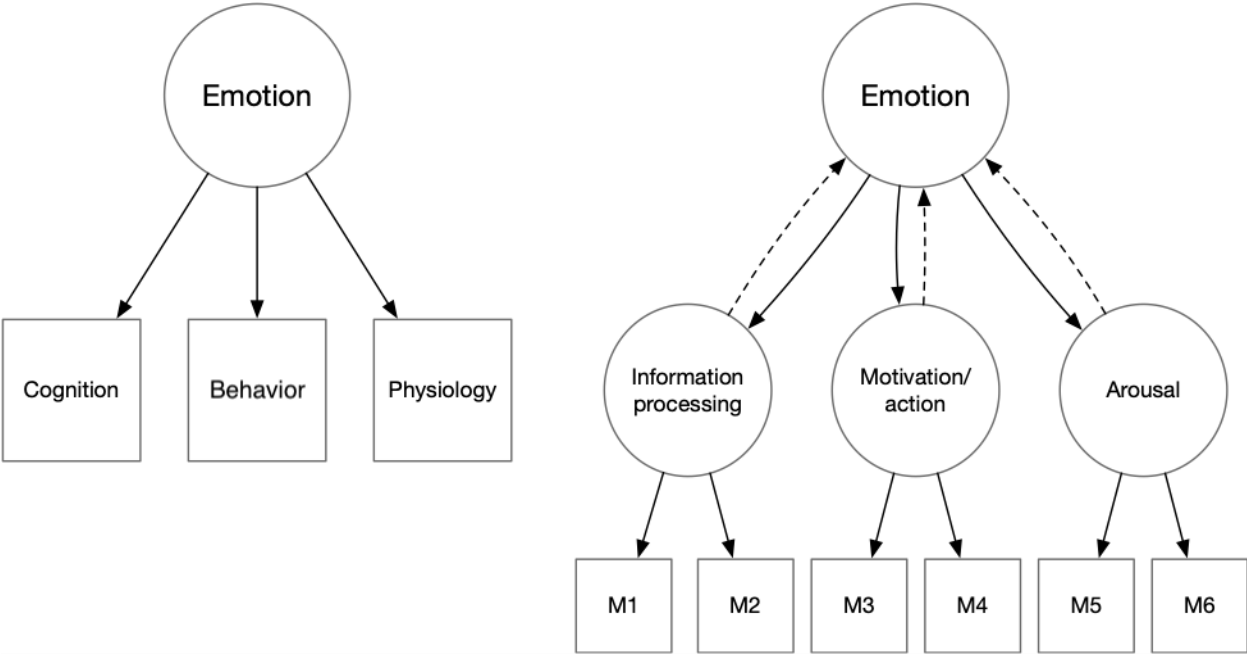 Emotion
Cognition
Behavior
Physiology
Emotion
Information
processing
Motivation/
action
Arousal
M1
M2
M3
M4
M5
M6